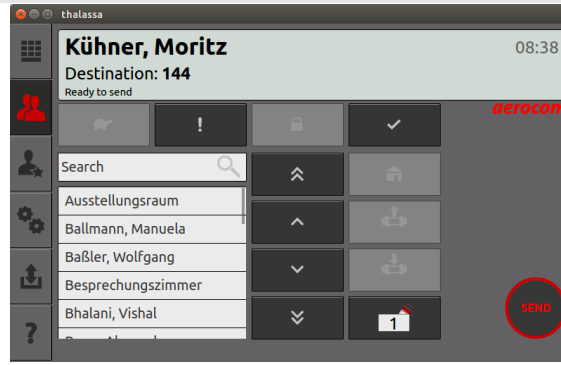 thalassa
Kühner, Moritz
08:38
Destination: 144
Ready to send
aerocom
!
Search
Ausstellungsraum
Ballmann, Manuela
Baßler, Wolfgang
Besprechungszimmer
Bhalani, Vishal
1
SEND
?